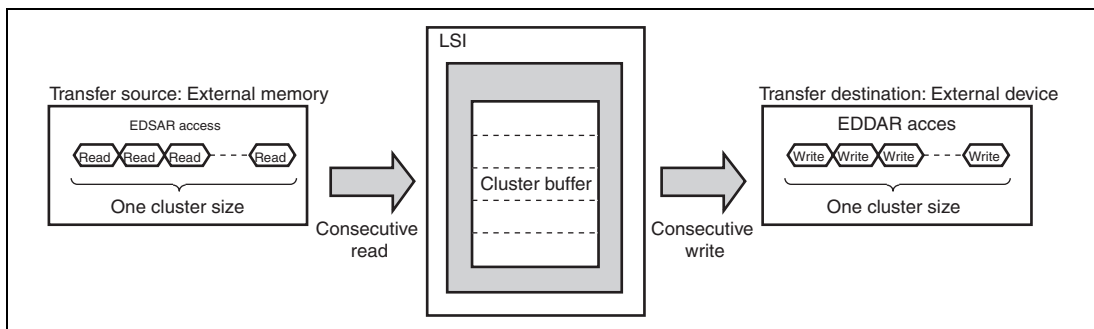 LSI
Transfer source: External memory
EDSAR access
Read Read Read Read
One cluster size
Consecutive
read
Cluster buffer
Consecutive
write
Transfer destination: External device
EDDAR acces
Write Write Write Write
One cluster size